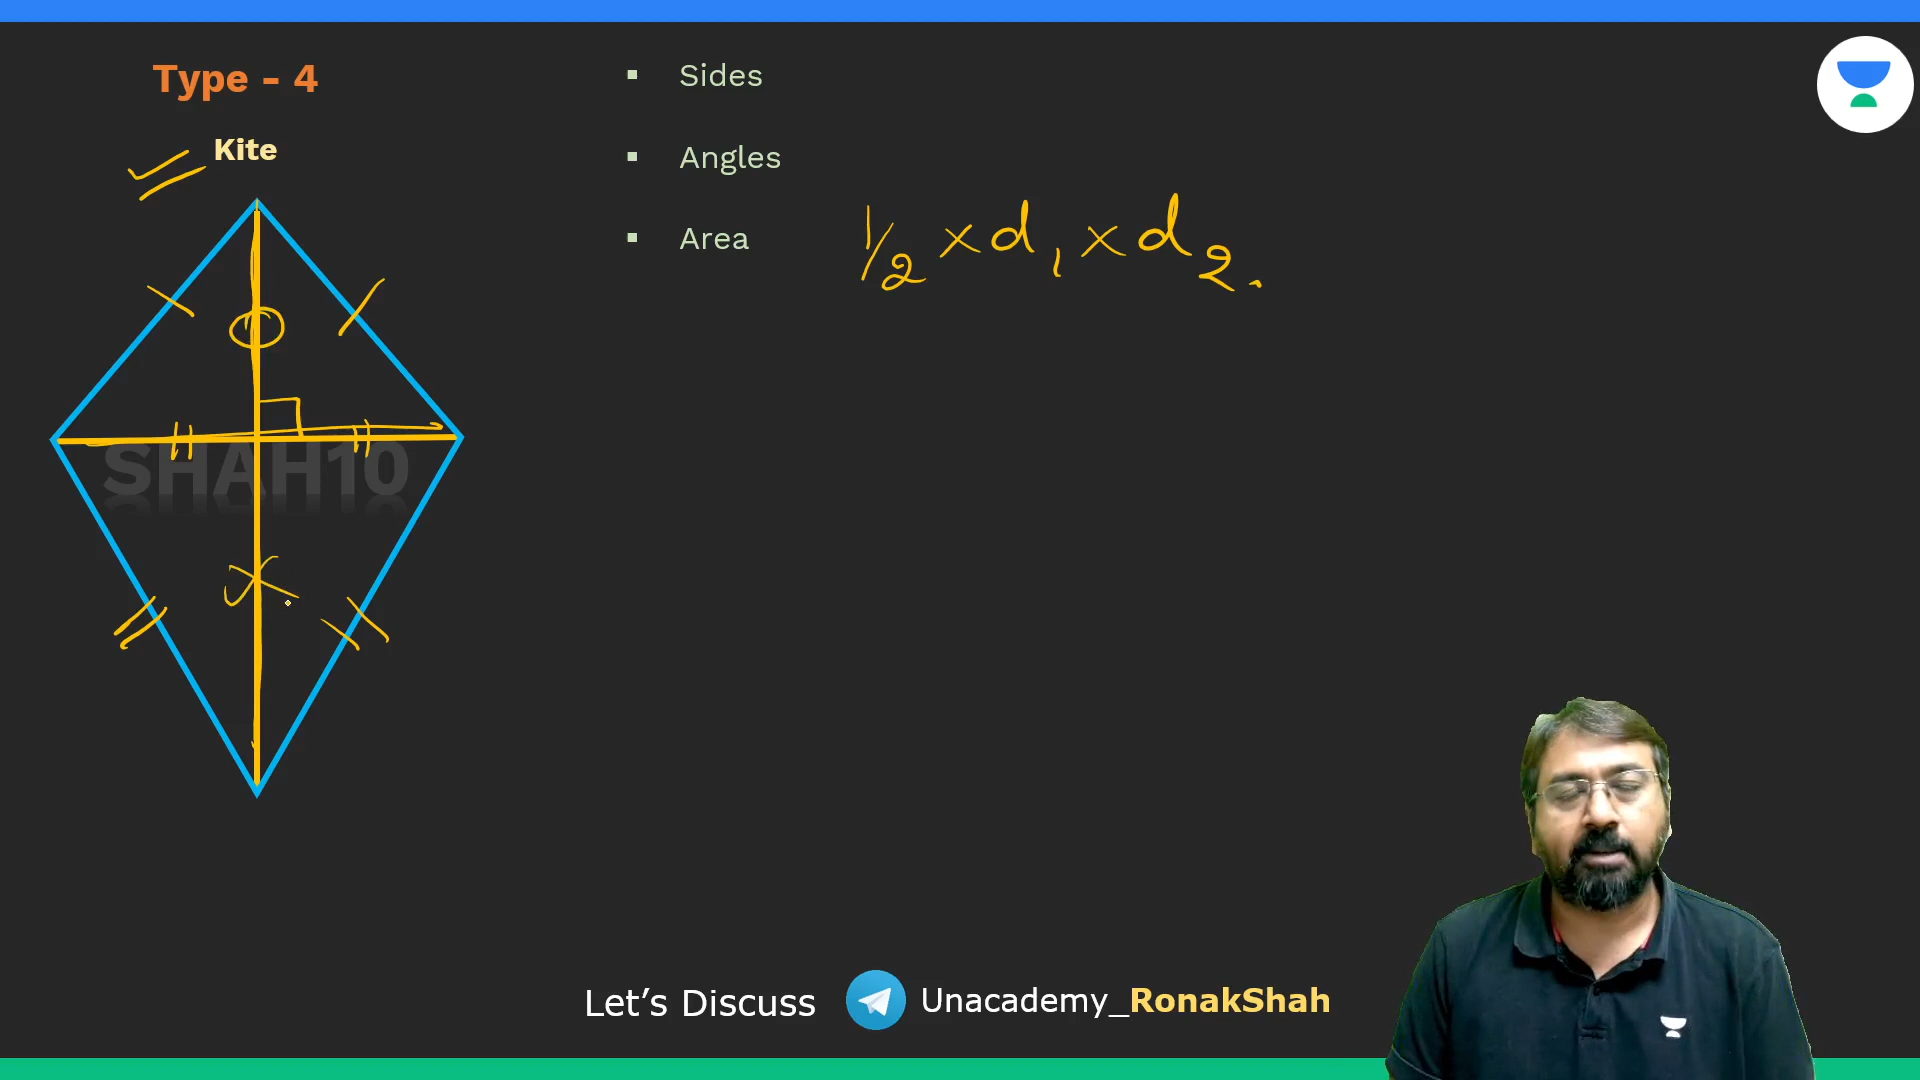 Type - 4
Kite
▪ Sides
▪ Angles
▪ Area 1/2 × d1 × d2.
SHAH10
Let’s Discuss Unacademy_RonakShah